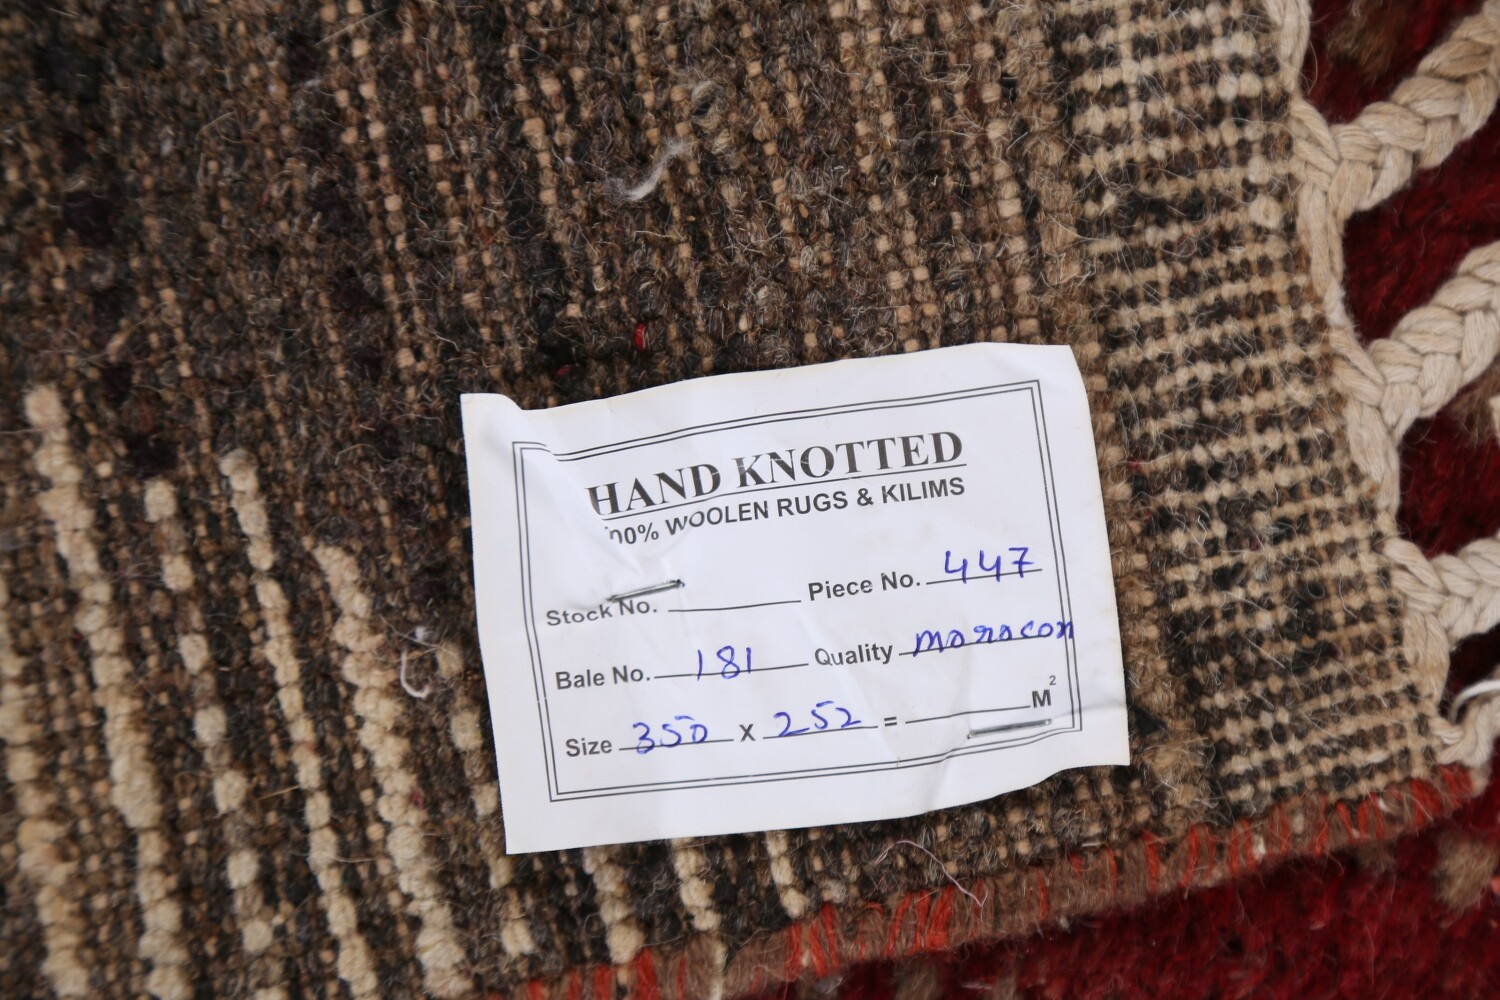 HAND KNOTTED
00% WOOLEN RUGS & KILIMS
Stock No. Piece No. 447
Bale No. 181 Quality moracon
Size 350 X 252 = M²